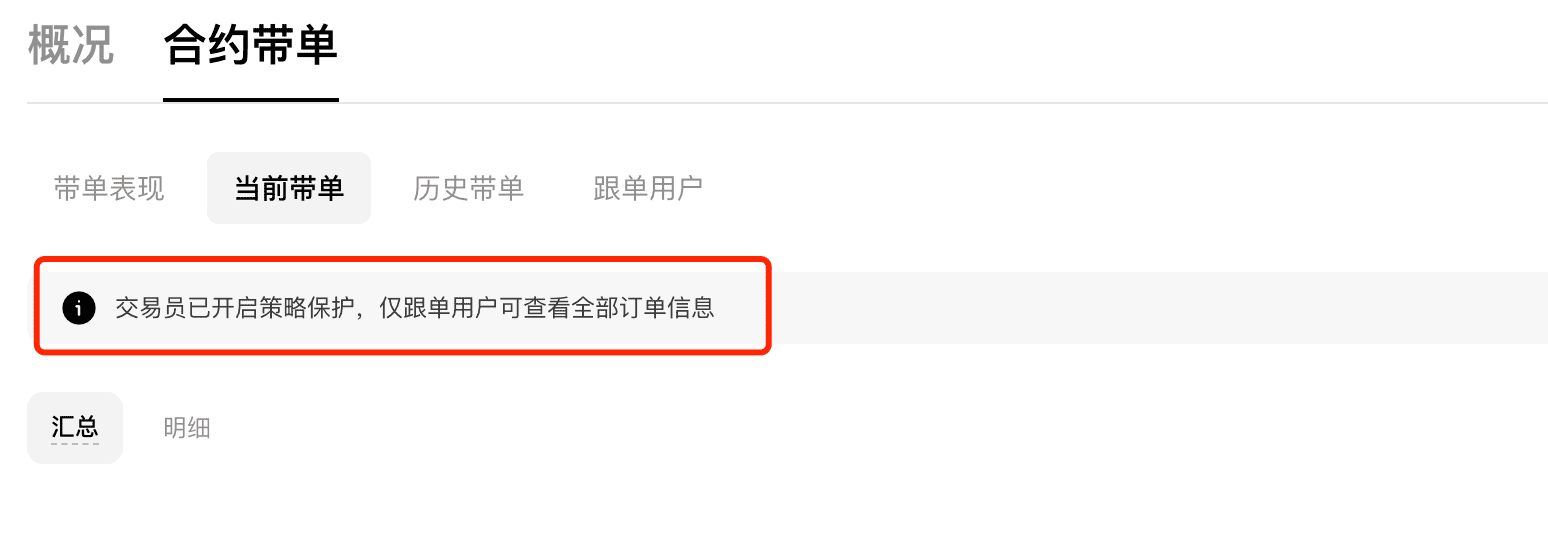 概况 合约带单
带单表现 当前带单 历史带单 跟单用户
交易员已开启策略保护，仅跟单用户可查看全部订单信息
汇总 明细